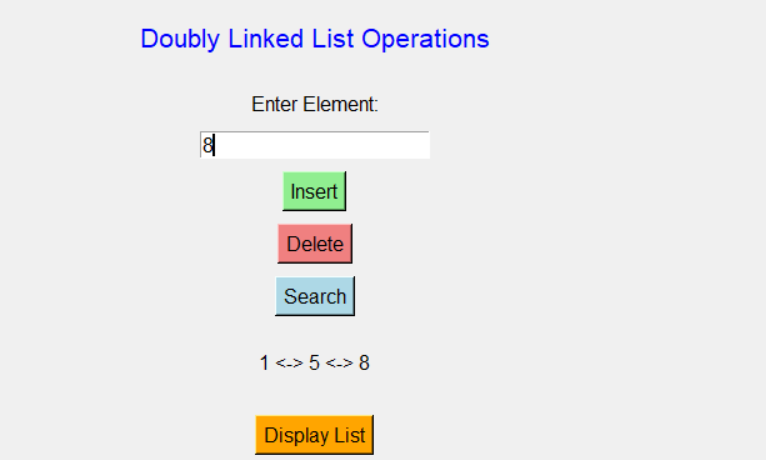 Doubly Linked List Operations
Enter Element:
8
Insert
Delete
Search
1 <-> 5 <-> 8
Display List